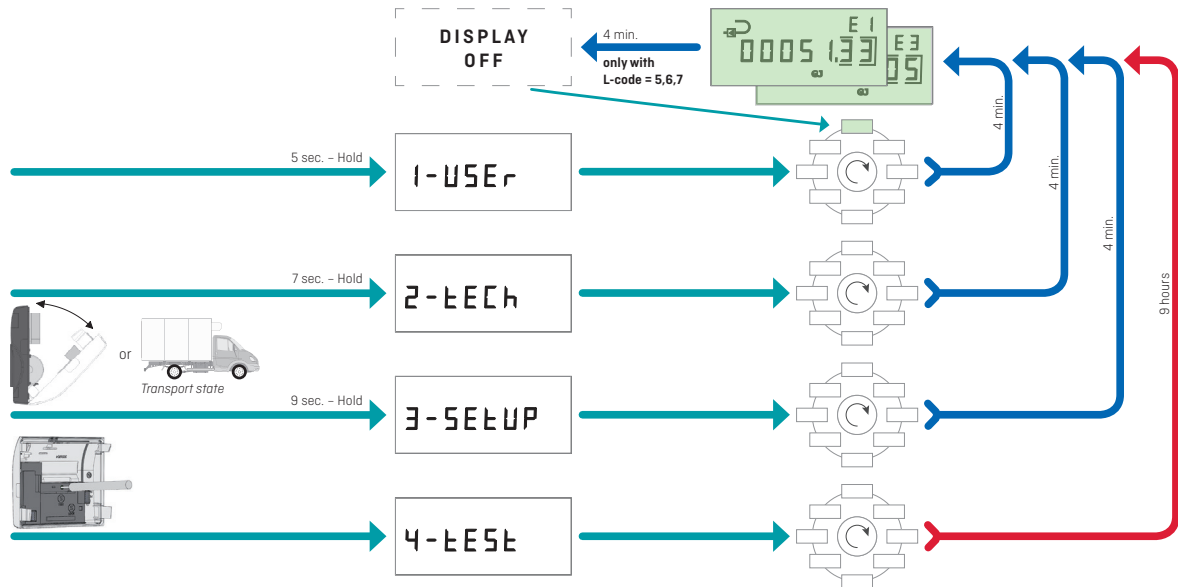 DISPLAY
OFF
4 min.
only with
L-code = 5,6,7
E1
00051.33
GJ
E3
05
GJ
5 sec. – Hold
1-USEr
4 min.
7 sec. – Hold
2-tECh
4 min.
or
Transport state
9 sec. – Hold
3-SEtUP
4 min.
4-tESt
9 hours